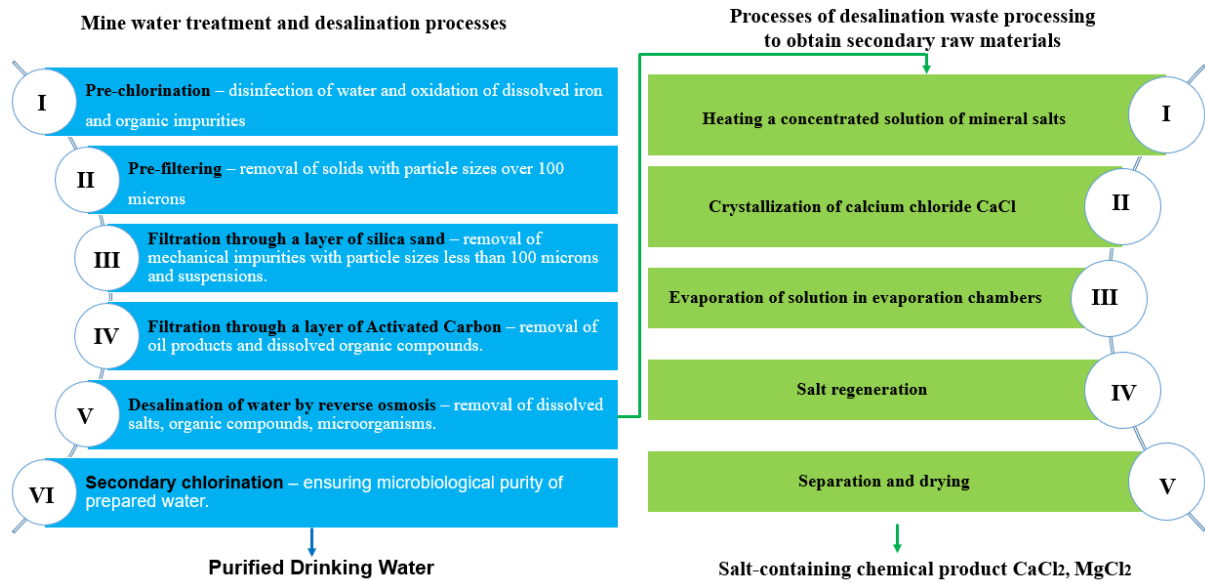 Mine water treatment and desalination processes
I
Pre-chlorination – disinfection of water and oxidation of dissolved iron
and organic impurities
II
Pre-filtering – removal of solids with particle sizes over 100
microns
III
Filtration through a layer of silica sand – removal of
mechanical impurities with particle sizes less than 100 microns
and suspensions.
IV
Filtration through a layer of Activated Carbon – removal of
oil products and dissolved organic compounds.
V
Desalination of water by reverse osmosis – removal of dissolved
salts, organic compounds, microorganisms.
VI
Secondary chlorination – ensuring microbiological purity of
prepared water.
Purified Drinking Water
Processes of desalination waste processing
to obtain secondary raw materials
Heating a concentrated solution of mineral salts
I
Crystallization of calcium chloride CaCl
II
Evaporation of solution in evaporation chambers
III
Salt regeneration
IV
Separation and drying
V
Salt-containing chemical product CaCl₂, MgCl₂